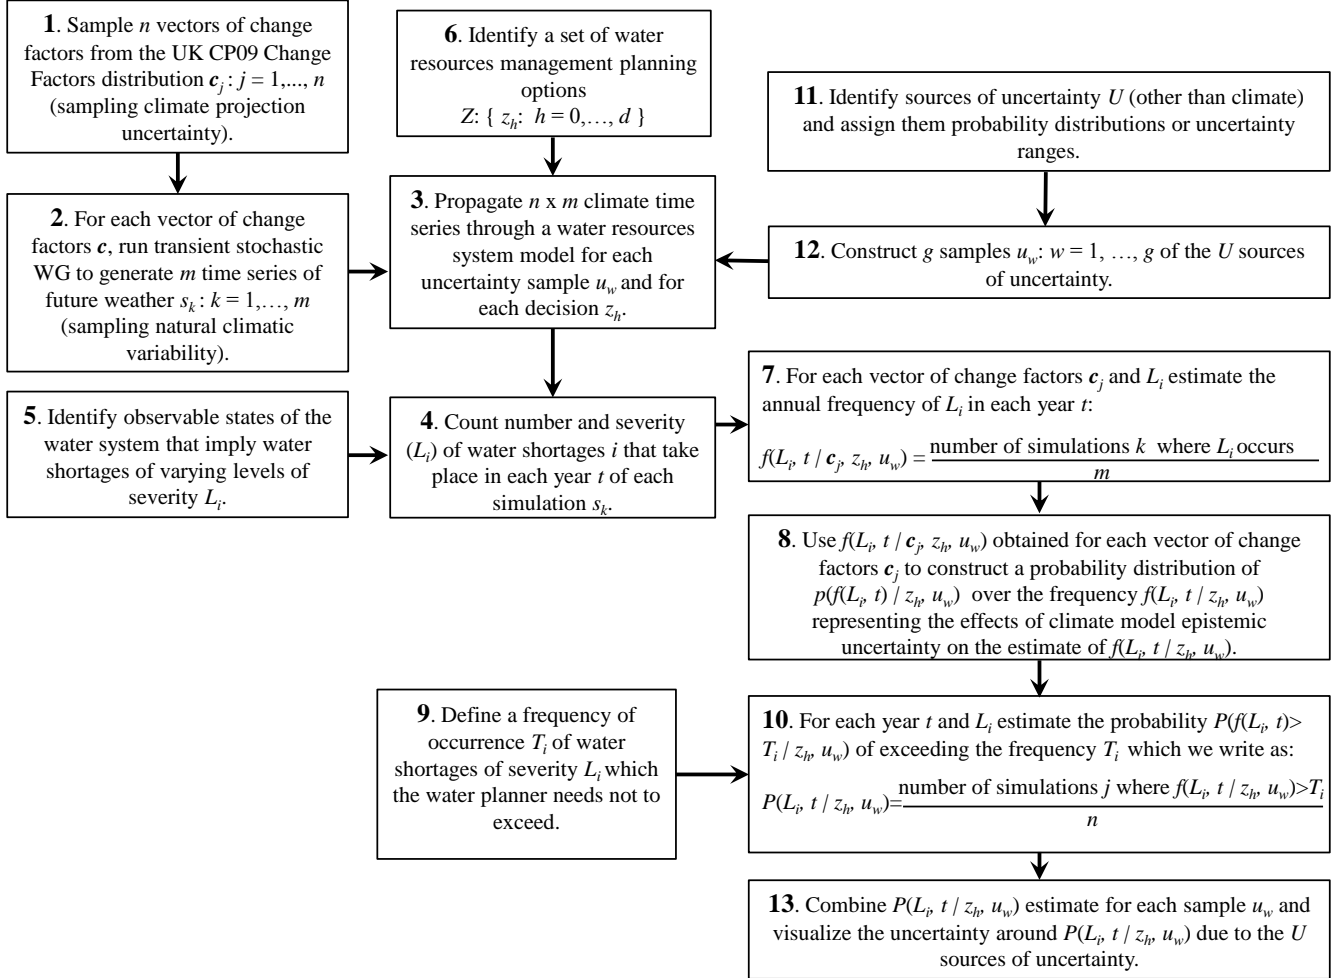 1. Sample n vectors of change
factors from the UK CP09 Change
Factors distribution cj : j = 1,..., n
(sampling climate projection
uncertainty).
2. For each vector of change
factors c, run transient stochastic
WG to generate m time series of
future weather sk : k = 1,…, m
(sampling natural climatic
variability).
5. Identify observable states of the
water system that imply water
shortages of varying levels of
severity Li.
6. Identify a set of water
resources management planning
options
Z: { zh: h = 0,…, d }
3. Propagate n x m climate time
series through a water resources
system model for each
uncertainty sample uw and for
each decision zh.
4. Count number and severity
(Li) of water shortages i that take
place in each year t of each
simulation sk.
11. Identify sources of uncertainty U (other than climate)
and assign them probability distributions or uncertainty
ranges.
12. Construct g samples uw: w = 1, …, g of the U sources
of uncertainty.
7. For each vector of change factors cj and Li estimate the
annual frequency of Li in each year t:
f(Li, t / cj, zh, uw) = number of simulations k where Li occurs
m
8. Use f(Li, t / cj, zh, uw) obtained for each vector of change
factors cj to construct a probability distribution of
p(f(Li, t) / zh, uw) over the frequency f(Li, t / zh, uw)
representing the effects of climate model epistemic
uncertainty on the estimate of f(Li, t / zh, uw).
9. Define a frequency of
occurrence Ti of water
shortages of severity Li which
the water planner needs not to
exceed.
10. For each year t and Li estimate the probability P(f(Li, t)>
Ti / zh, uw) of exceeding the frequency Ti which we write as:
P(Li, t / zh, uw)= number of simulations j where f(Li, t / zh, uw)>Ti
n
13. Combine P(Li, t / zh, uw) estimate for each sample uw and
visualize the uncertainty around P(Li, t / zh, uw) due to the U
sources of uncertainty.